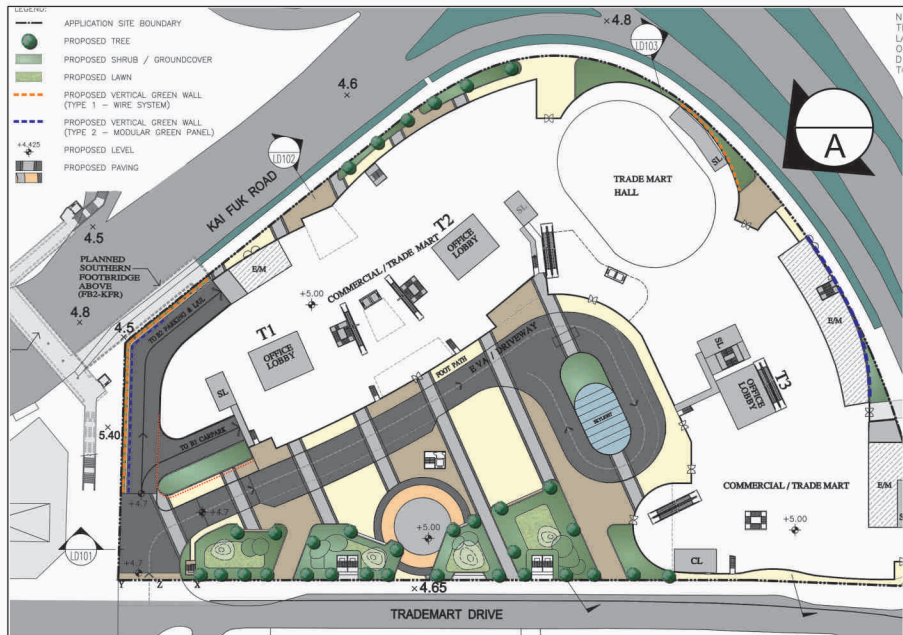 LEGEND:
APPLICATION SITE BOUNDARY
PROPOSED TREE
PROPOSED SHRUB / GROUNDCOVER
PROPOSED LAWN
PROPOSED VERTICAL GREEN WALL
(TYPE 1 – WIRE SYSTEM)
PROPOSED VERTICAL GREEN WALL
(TYPE 2 – MODULAR GREEN PANEL)
+4.425
PROPOSED LEVEL
PROPOSED PAVING
4.8
LD103
4.6
A
LD102
KAI FUK ROAD
SL
TRADE MART
HALL
4.5
PLANNED
SOUTHERN
FOOTBRIDGE
ABOVE
(FB2-KFR)
4.8
4.5
E/M
TO B2 PARKING & L/UL
T2
OFFICE
LOBBY
SL
COMMERCIAL / TRADE MART
+5.00
T1
OFFICE
LOBBY
SL
FOOT PATH
EVA / DRIVEWAY
SKYLIGHT
E/M
SL
OFFICE
LOBBY
T3
5.40
TO B1 CARPARK
COMMERCIAL / TRADE MART
E/M
+5.00
+4.7
+4.7
+5.00
LD101
+4.7
CL
Y
Z
X
4.65
TRADEMART DRIVE